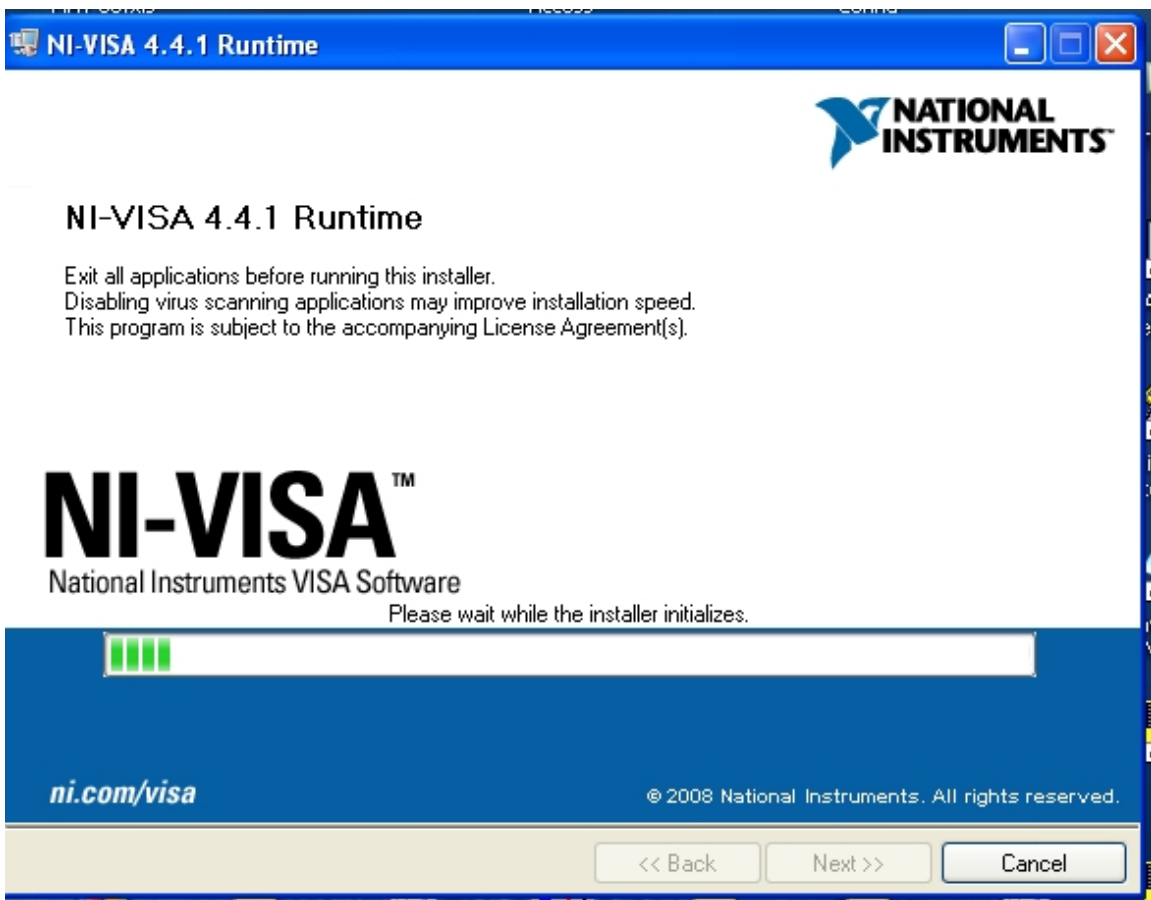 NI-VISA 4.4.1 Runtime
NATIONAL
INSTRUMENTS™
NI-VISA 4.4.1 Runtime
Exit all applications before running this installer.
Disabling virus scanning applications may improve installation speed.
This program is subject to the accompanying License Agreement(s).
NI-VISA™
National Instruments VISA Software
Please wait while the installer initializes.
ni.com/visa
© 2008 National Instruments. All rights reserved.
<< Back
Next >>
Cancel